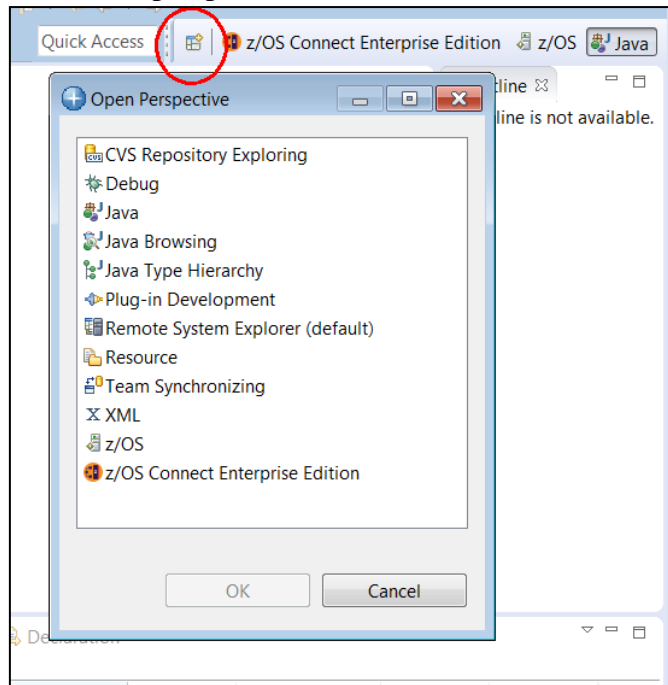 Quick Access
z/OS Connect Enterprise Edition
z/OS
Java
Open Perspective
tline
line is not available.
CVS Repository Exploring
Debug
Java
Java Browsing
Java Type Hierarchy
Plug-in Development
Remote System Explorer (default)
Resource
Team Synchronizing
XML
z/OS
z/OS Connect Enterprise Edition
OK
Cancel